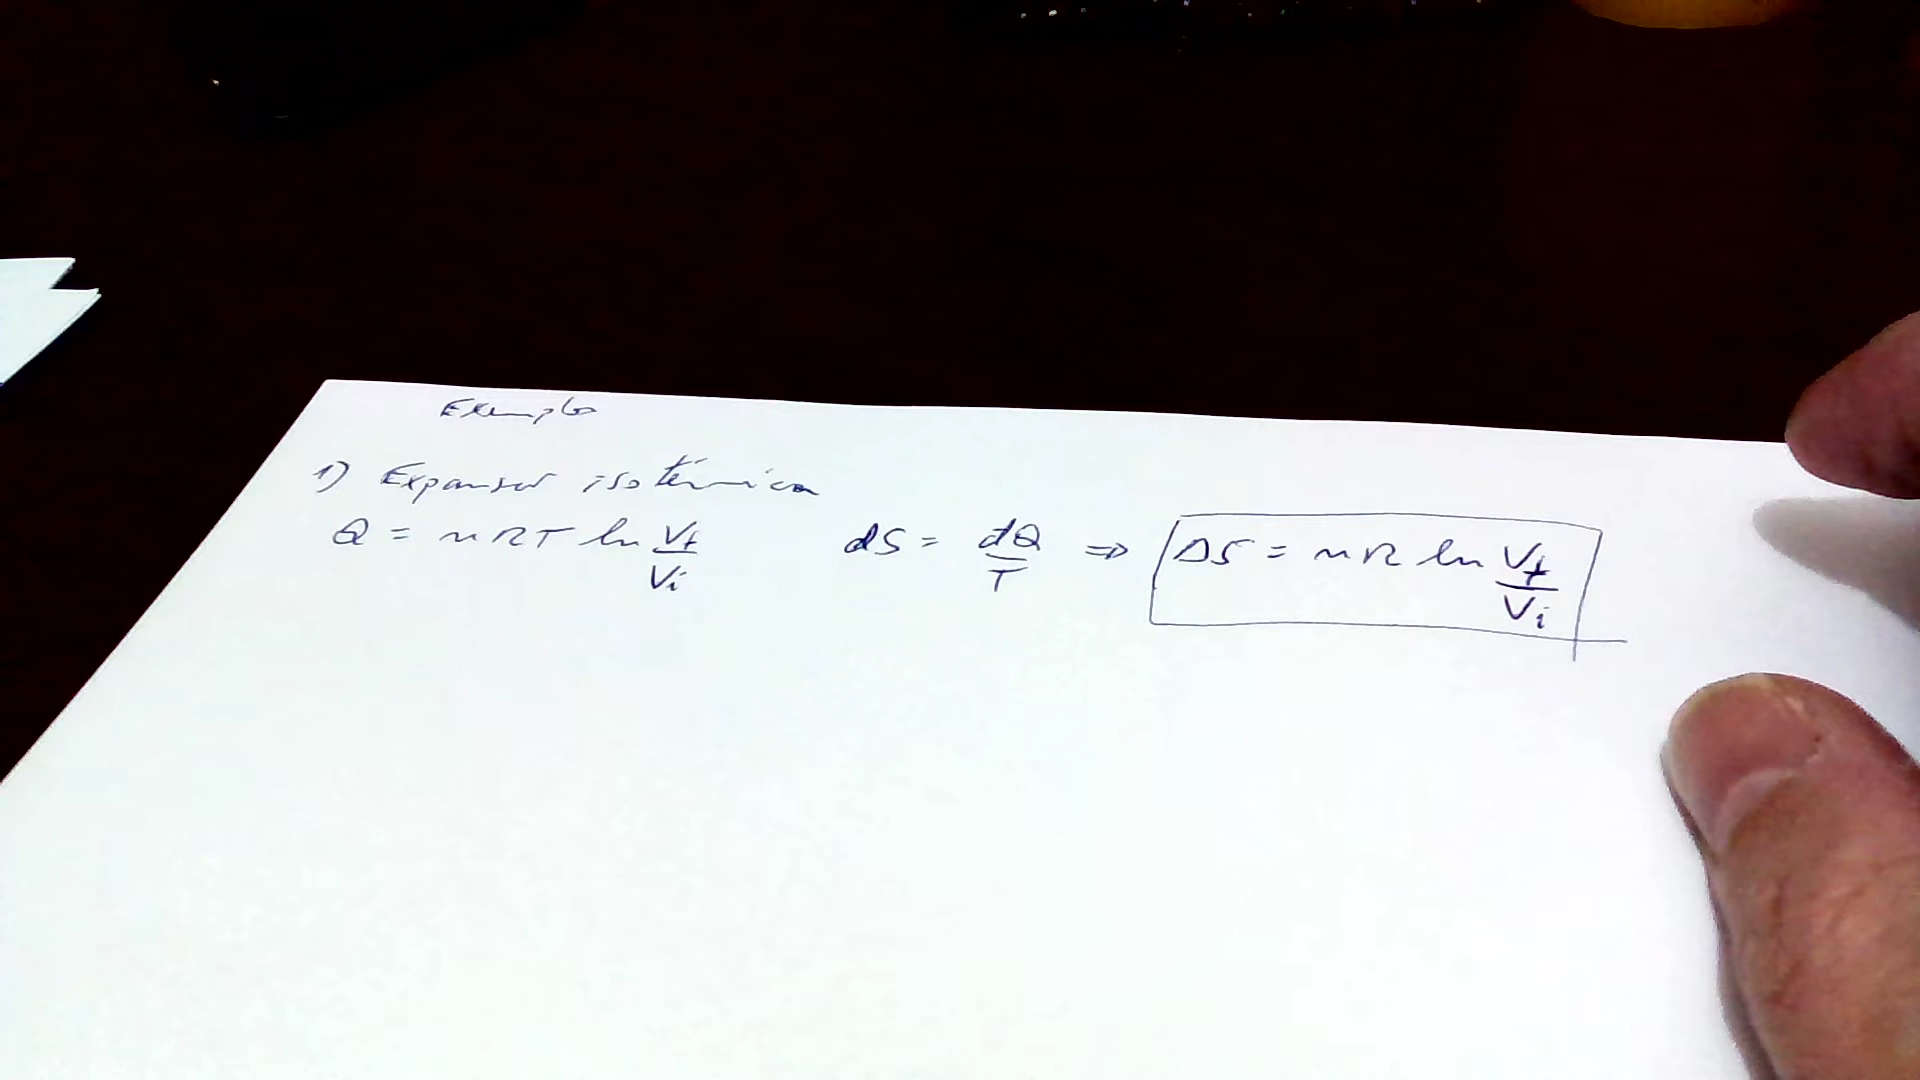 Exemplo
1) Expansão isotérmica
Q = nRT ln Vf/Vi dS = dQ/T ⇒ ΔS = nR ln Vf/Vi